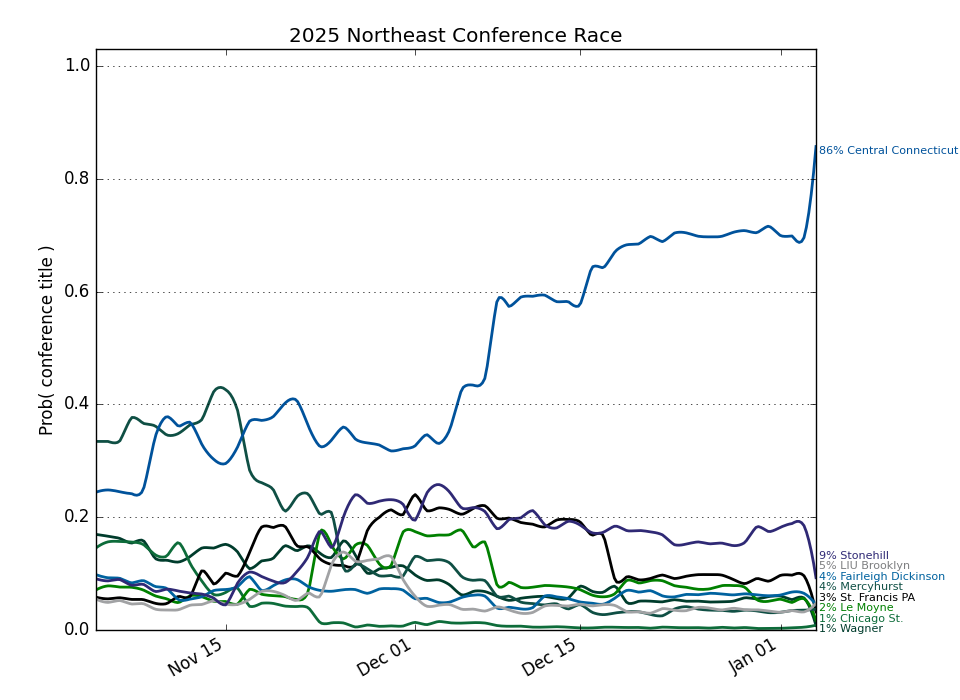 2025 Northeast Conference Race
Prob( conference title )
1.0
0.8
0.6
0.4
0.2
0.0
86% Central Connecticut
9% Stonehill
5% LIU Brooklyn
4% Fairleigh Dickinson
4% Mercyhurst
3% St. Francis PA
2% Le Moyne
1% Chicago St.
1% Wagner
Nov 15
Dec 01
Dec 15
Jan 01